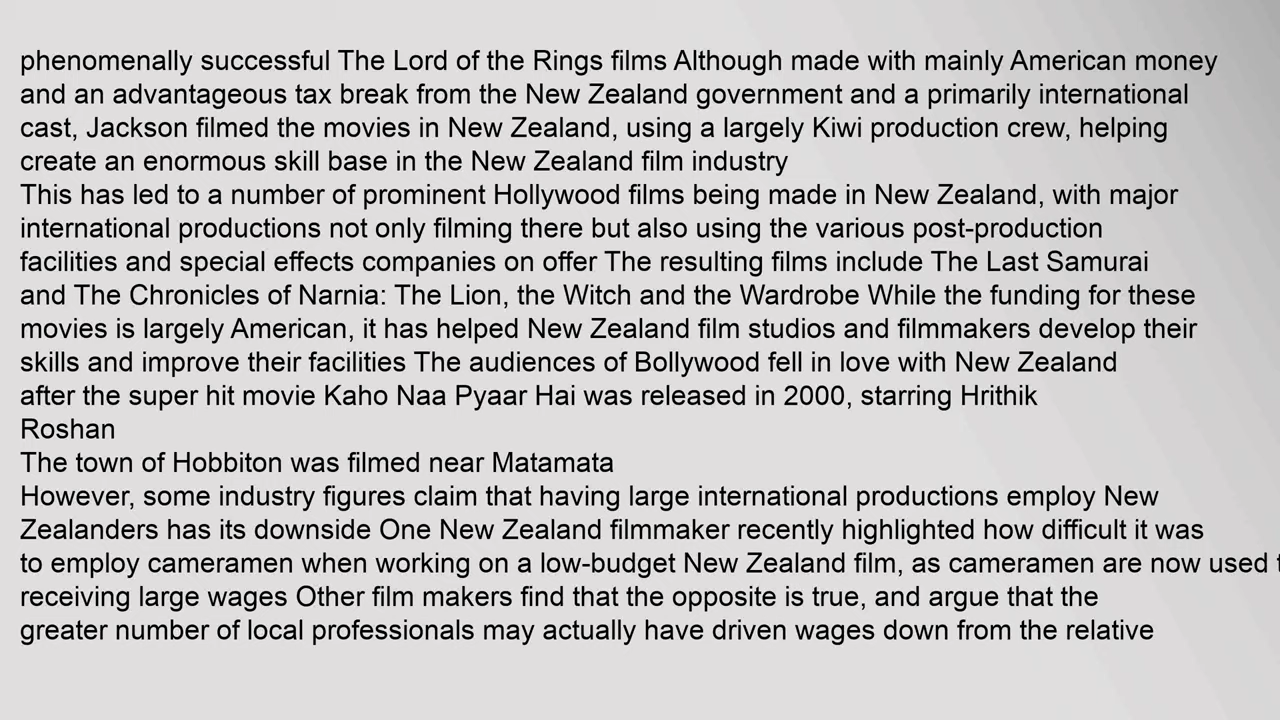 phenomenally successful The Lord of the Rings films Although made with mainly American money
and an advantageous tax break from the New Zealand government and a primarily international
cast, Jackson filmed the movies in New Zealand, using a largely Kiwi production crew, helping
create an enormous skill base in the New Zealand film industry
This has led to a number of prominent Hollywood films being made in New Zealand, with major
international productions not only filming there but also using the various post-production
facilities and special effects companies on offer The resulting films include The Last Samurai
and The Chronicles of Narnia: The Lion, the Witch and the Wardrobe While the funding for these
movies is largely American, it has helped New Zealand film studios and filmmakers develop their
skills and improve their facilities The audiences of Bollywood fell in love with New Zealand
after the super hit movie Kaho Naa Pyaar Hai was released in 2000, starring Hrithik
Roshan
The town of Hobbiton was filmed near Matamata
However, some industry figures claim that having large international productions employ New
Zealanders has its downside One New Zealand filmmaker recently highlighted how difficult it was
to employ cameramen when working on a low-budget New Zealand film, as cameramen are now used
receiving large wages Other film makers find that the opposite is true, and argue that the
greater number of local professionals may actually have driven wages down from the relative